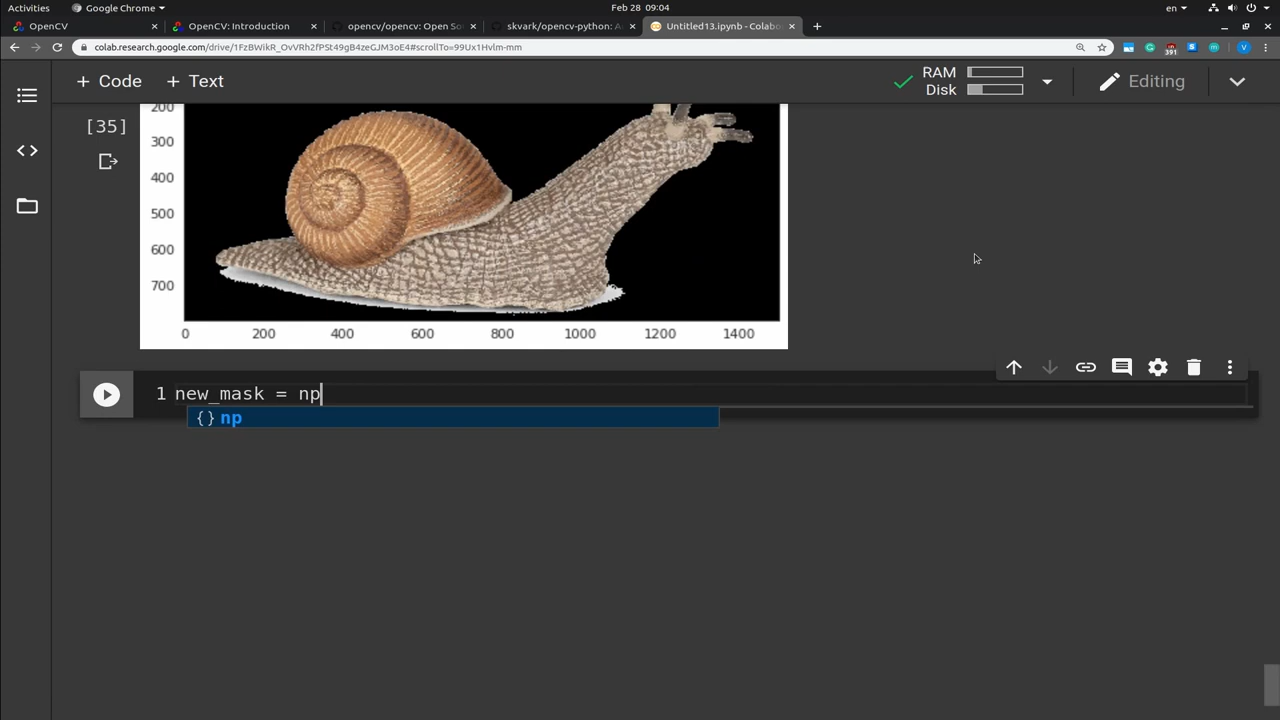 Activities
Google Chrome
Feb 28 09:04
en
OpenCV
OpenCV: Introduction
opencv/opencv: Open So
skvark/opencv-python: A
Untitled13.ipynb - Colabo
colab.research.google.com/drive/1FzBWikR_OvVRh2fPSt49gB4zeGJM3oE4#scrollTo=99Ux1Hvlm-mm
391
V
+ Code
+ Text
RAM
Disk
Editing
[35]
200
300
400
500
600
700
0 200 400 600 800 1000 1200 1400
1 new_mask = np
{} np